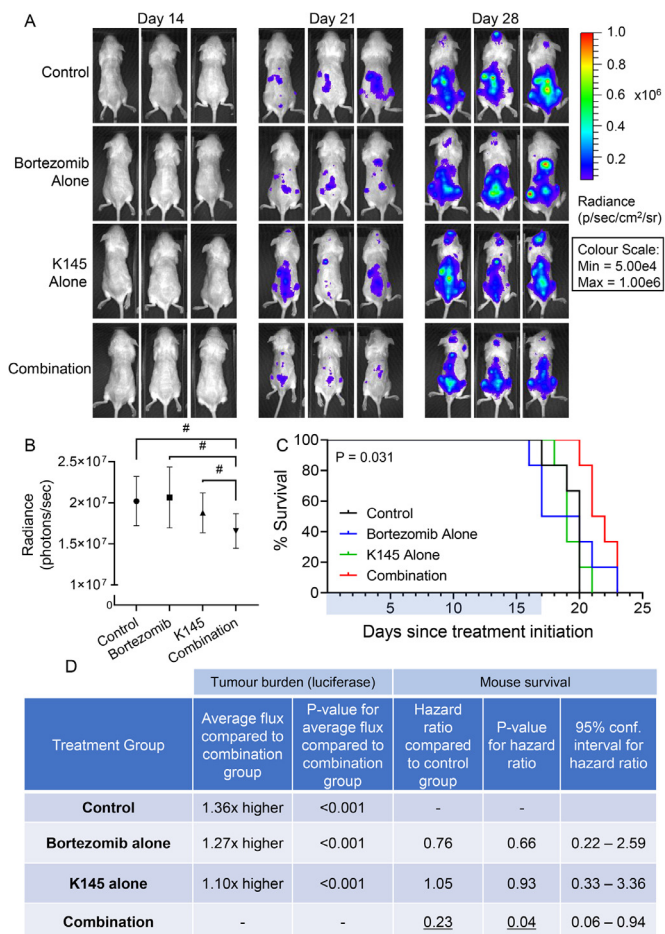 A
Day 14
Day 21
Day 28
Control
Bortezomib
Alone
K145
Alone
Combination
1.0
0.8
x10⁶
0.6
0.4
0.2
Radiance
(p/sec/cm²/sr)
Colour Scale:
Min = 5.00e4
Max = 1.00e6
B
#
#
#
Radiance
(photons/sec)
2.5×10⁷
2×10⁷
1.5×10⁷
1×10⁷
0
Control
Bortezomib
K145
Combination
C
P = 0.031
% Survival
100
80
60
40
20
0
Control
Bortezomib Alone
K145 Alone
Combination
5
10
15
20
25
Days since treatment initiation
D
Tumour burden (luciferase)
Mouse survival
Treatment Group
Average flux
compared to
combination
group
P-value for
average flux
compared to
combination
group
Hazard
ratio
compared
to control
group
P-value
for hazard
ratio
95% conf.
interval for
hazard ratio
Control
1.36x higher
<0.001
-
-
Bortezomib alone
1.27x higher
<0.001
0.76
0.66
0.22 – 2.59
K145 alone
1.10x higher
<0.001
1.05
0.93
0.33 – 3.36
Combination
-
-
0.23
0.04
0.06 – 0.94